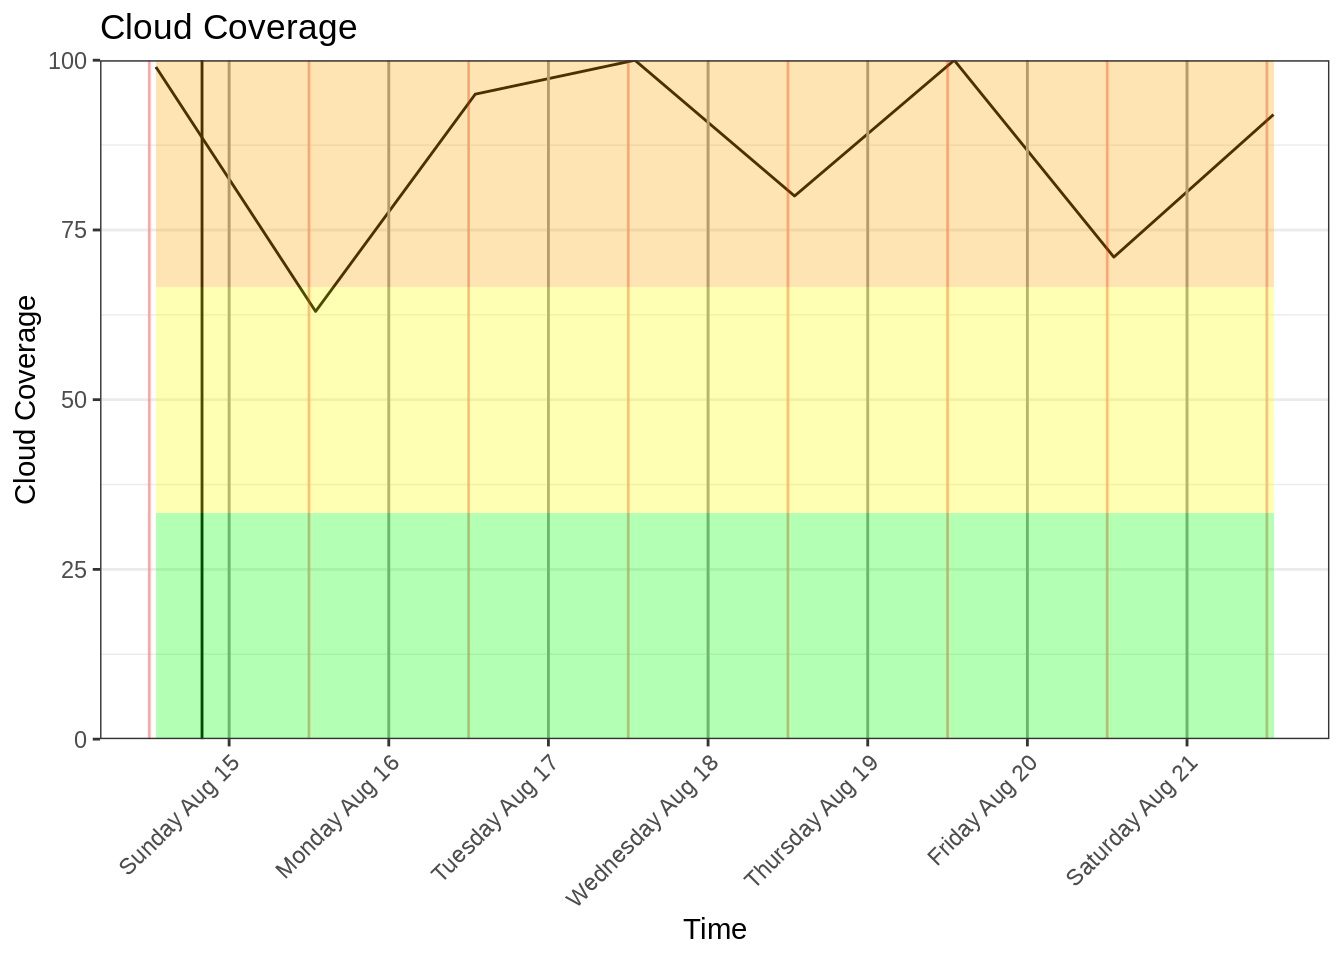 Cloud Coverage
100
75
50
25
0
Cloud Coverage
Sunday Aug 15
Monday Aug 16
Tuesday Aug 17
Wednesday Aug 18
Thursday Aug 19
Friday Aug 20
Saturday Aug 21
Time